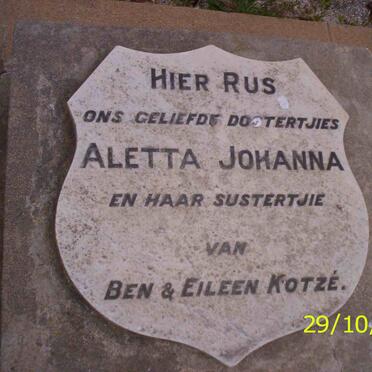 HIER RUS
ONS GELIEFDE DOGTERTJIES
ALETTA JOHANNA
EN HAAR SUSTERTJIE
VAN
BEN & EILEEN KOTZÉ.
29/10/